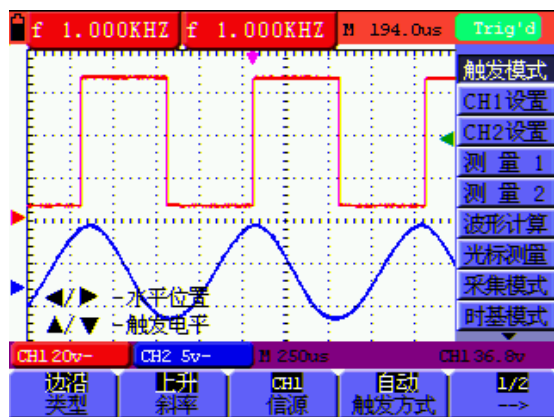 f 1.000KHZ f 1.000KHZ M 194.0us Trig'd
触发模式
CH1设置
CH2设置
测 量 1
测 量 2
波形计算
光标测量
采集模式
时基模式
◀/▶ -水平位置
▲/▼ -触发电平
CH1 20v- CH2 5v- M 250us CH1 36.8v
边沿 上升 CH1 自动 1/2
类型 斜率 信源 触发方式 -->